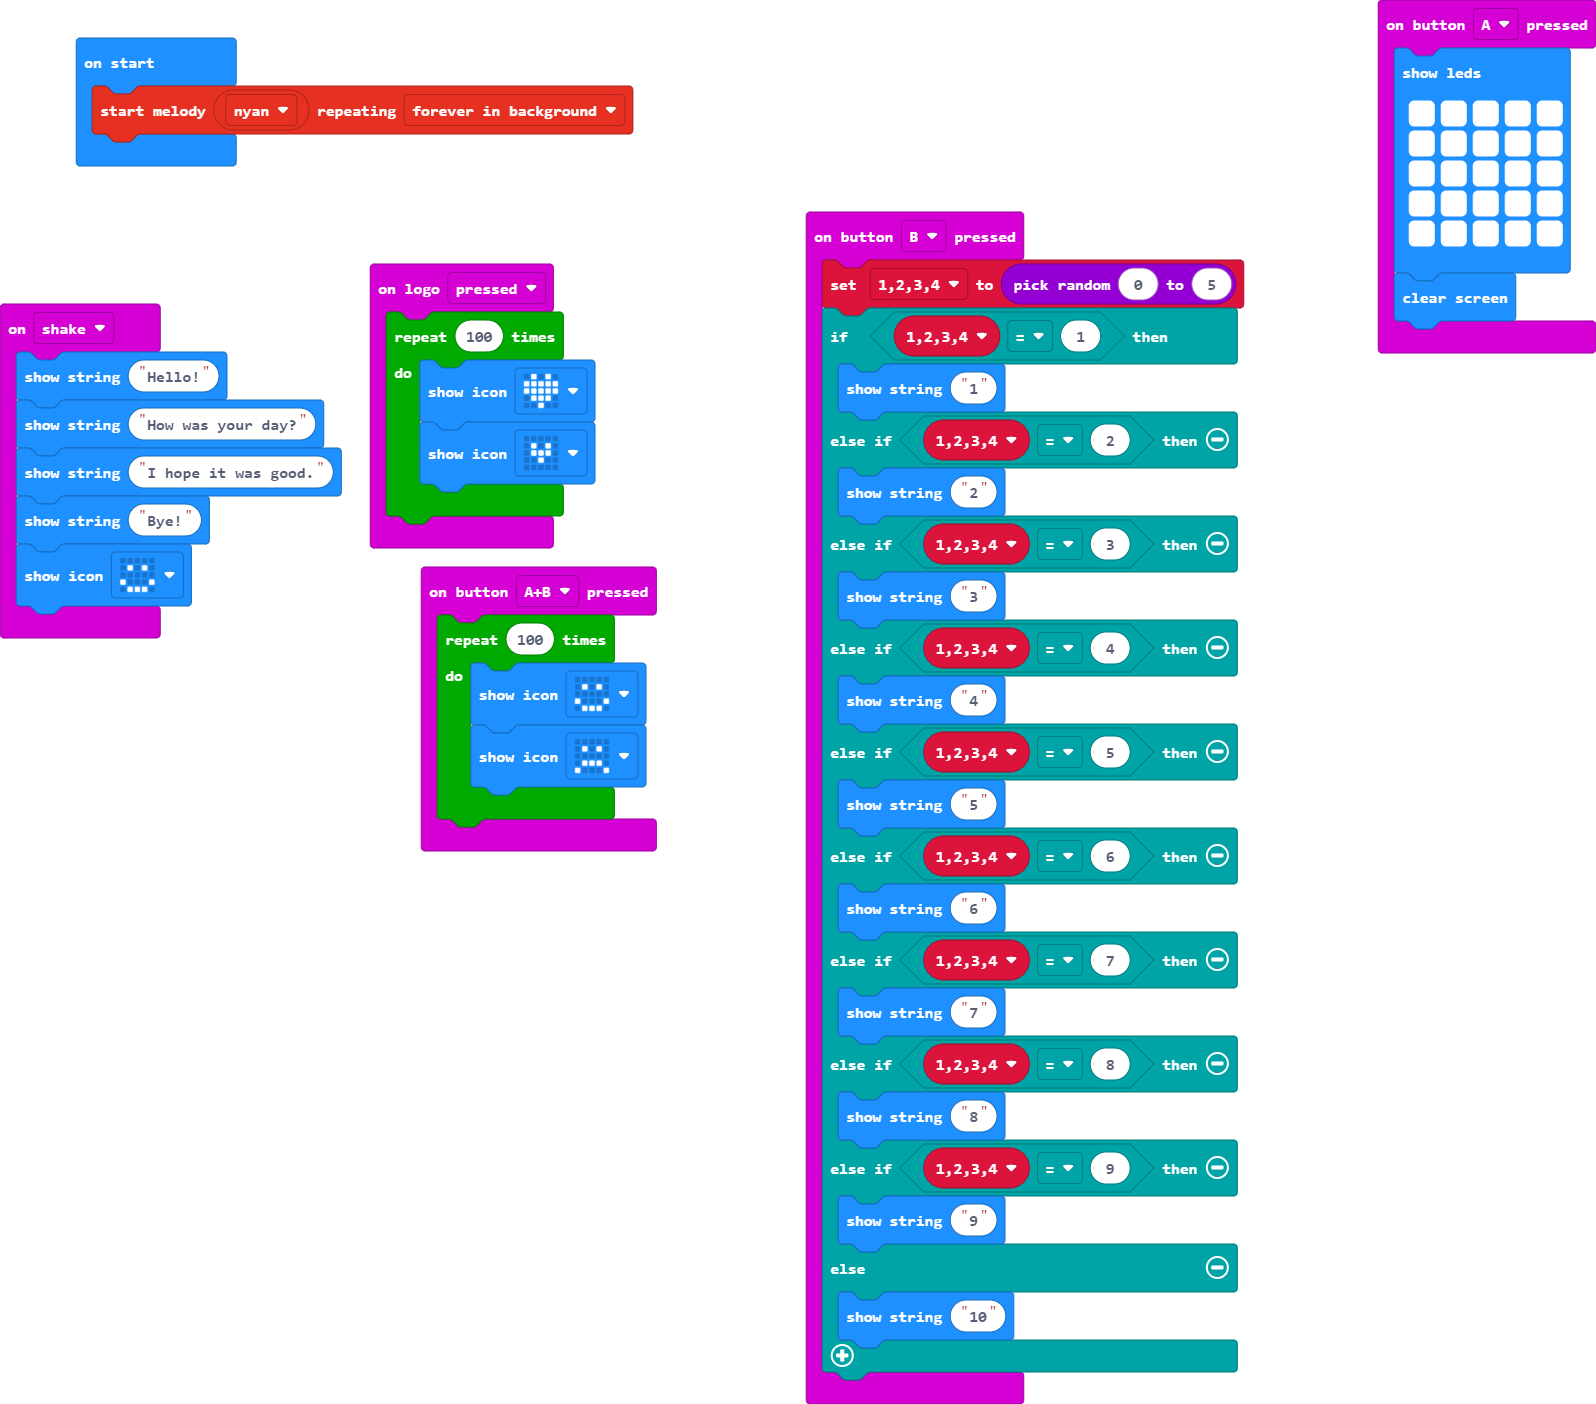 on start
start melody nyan repeating forever in background
on shake
show string "Hello!"
show string "How was your day?"
show string "I hope it was good."
show string "Bye!"
show icon
on logo pressed
repeat 100 times
do
show icon
show icon
on button A+B pressed
repeat 100 times
do
show icon
show icon
on button B pressed
set 1,2,3,4 to pick random 0 to 5
if 1,2,3,4 = 1 then
show string "1"
else if 1,2,3,4 = 2 then
show string "2"
else if 1,2,3,4 = 3 then
show string "3"
else if 1,2,3,4 = 4 then
show string "4"
else if 1,2,3,4 = 5 then
show string "5"
else if 1,2,3,4 = 6 then
show string "6"
else if 1,2,3,4 = 7 then
show string "7"
else if 1,2,3,4 = 8 then
show string "8"
else if 1,2,3,4 = 9 then
show string "9"
else
show string "10"
on button A pressed
show leds
clear screen